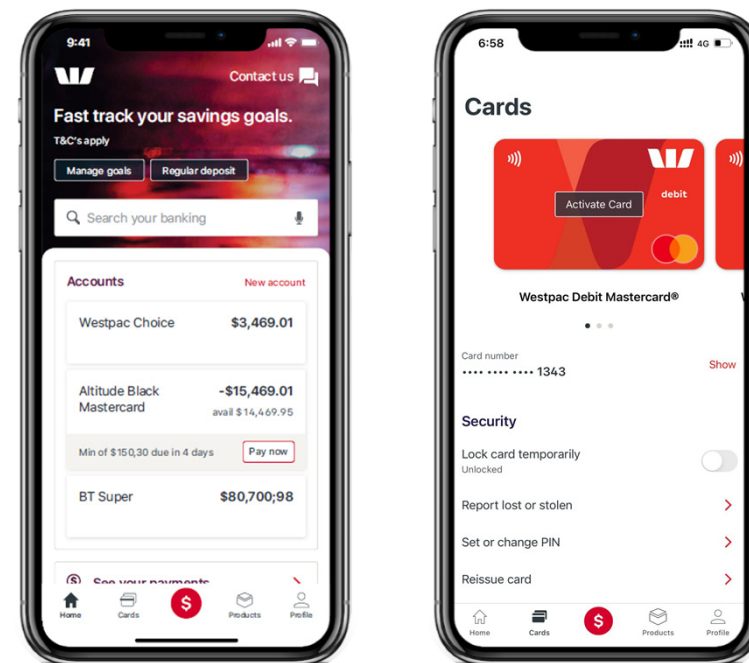 9:41
Contact us
Fast track your savings goals.
T&C's apply
Manage goals Regular deposit
Search your banking
Accounts New account
Westpac Choice $3,469.01
Altitude Black -$15,469.01
Mastercard avail $14,469.95
Min of $150,30 due in 4 days Pay now
BT Super $80,700;98
$ See your payments
Home Cards $ Products Profile
6:58 4G
Cards
debit
Activate Card
Westpac Debit Mastercard®
Card number
•••• •••• •••• 1343 Show
Security
Lock card temporarily
Unlocked
Report lost or stolen
Set or change PIN
Reissue card
Home Cards $ Products Profile